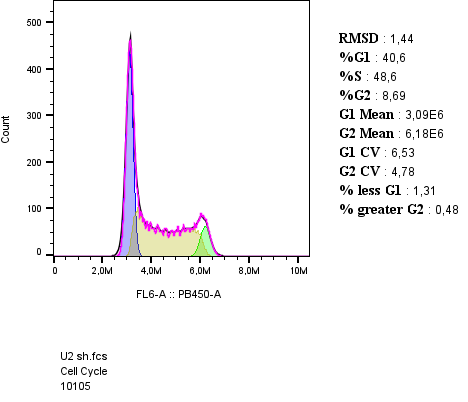 500
400
300
200
100
0
Count
0
2,0M
4,0M
6,0M
8,0M
10M
FL6-A :: PB450-A
RMSD : 1,44
%G1 : 40,6
%S : 48,6
%G2 : 8,69
G1 Mean : 3,09E6
G2 Mean : 6,18E6
G1 CV : 6,53
G2 CV : 4,78
% less G1 : 1,31
% greater G2 : 0,48
U2 sh.fcs
Cell Cycle
10105